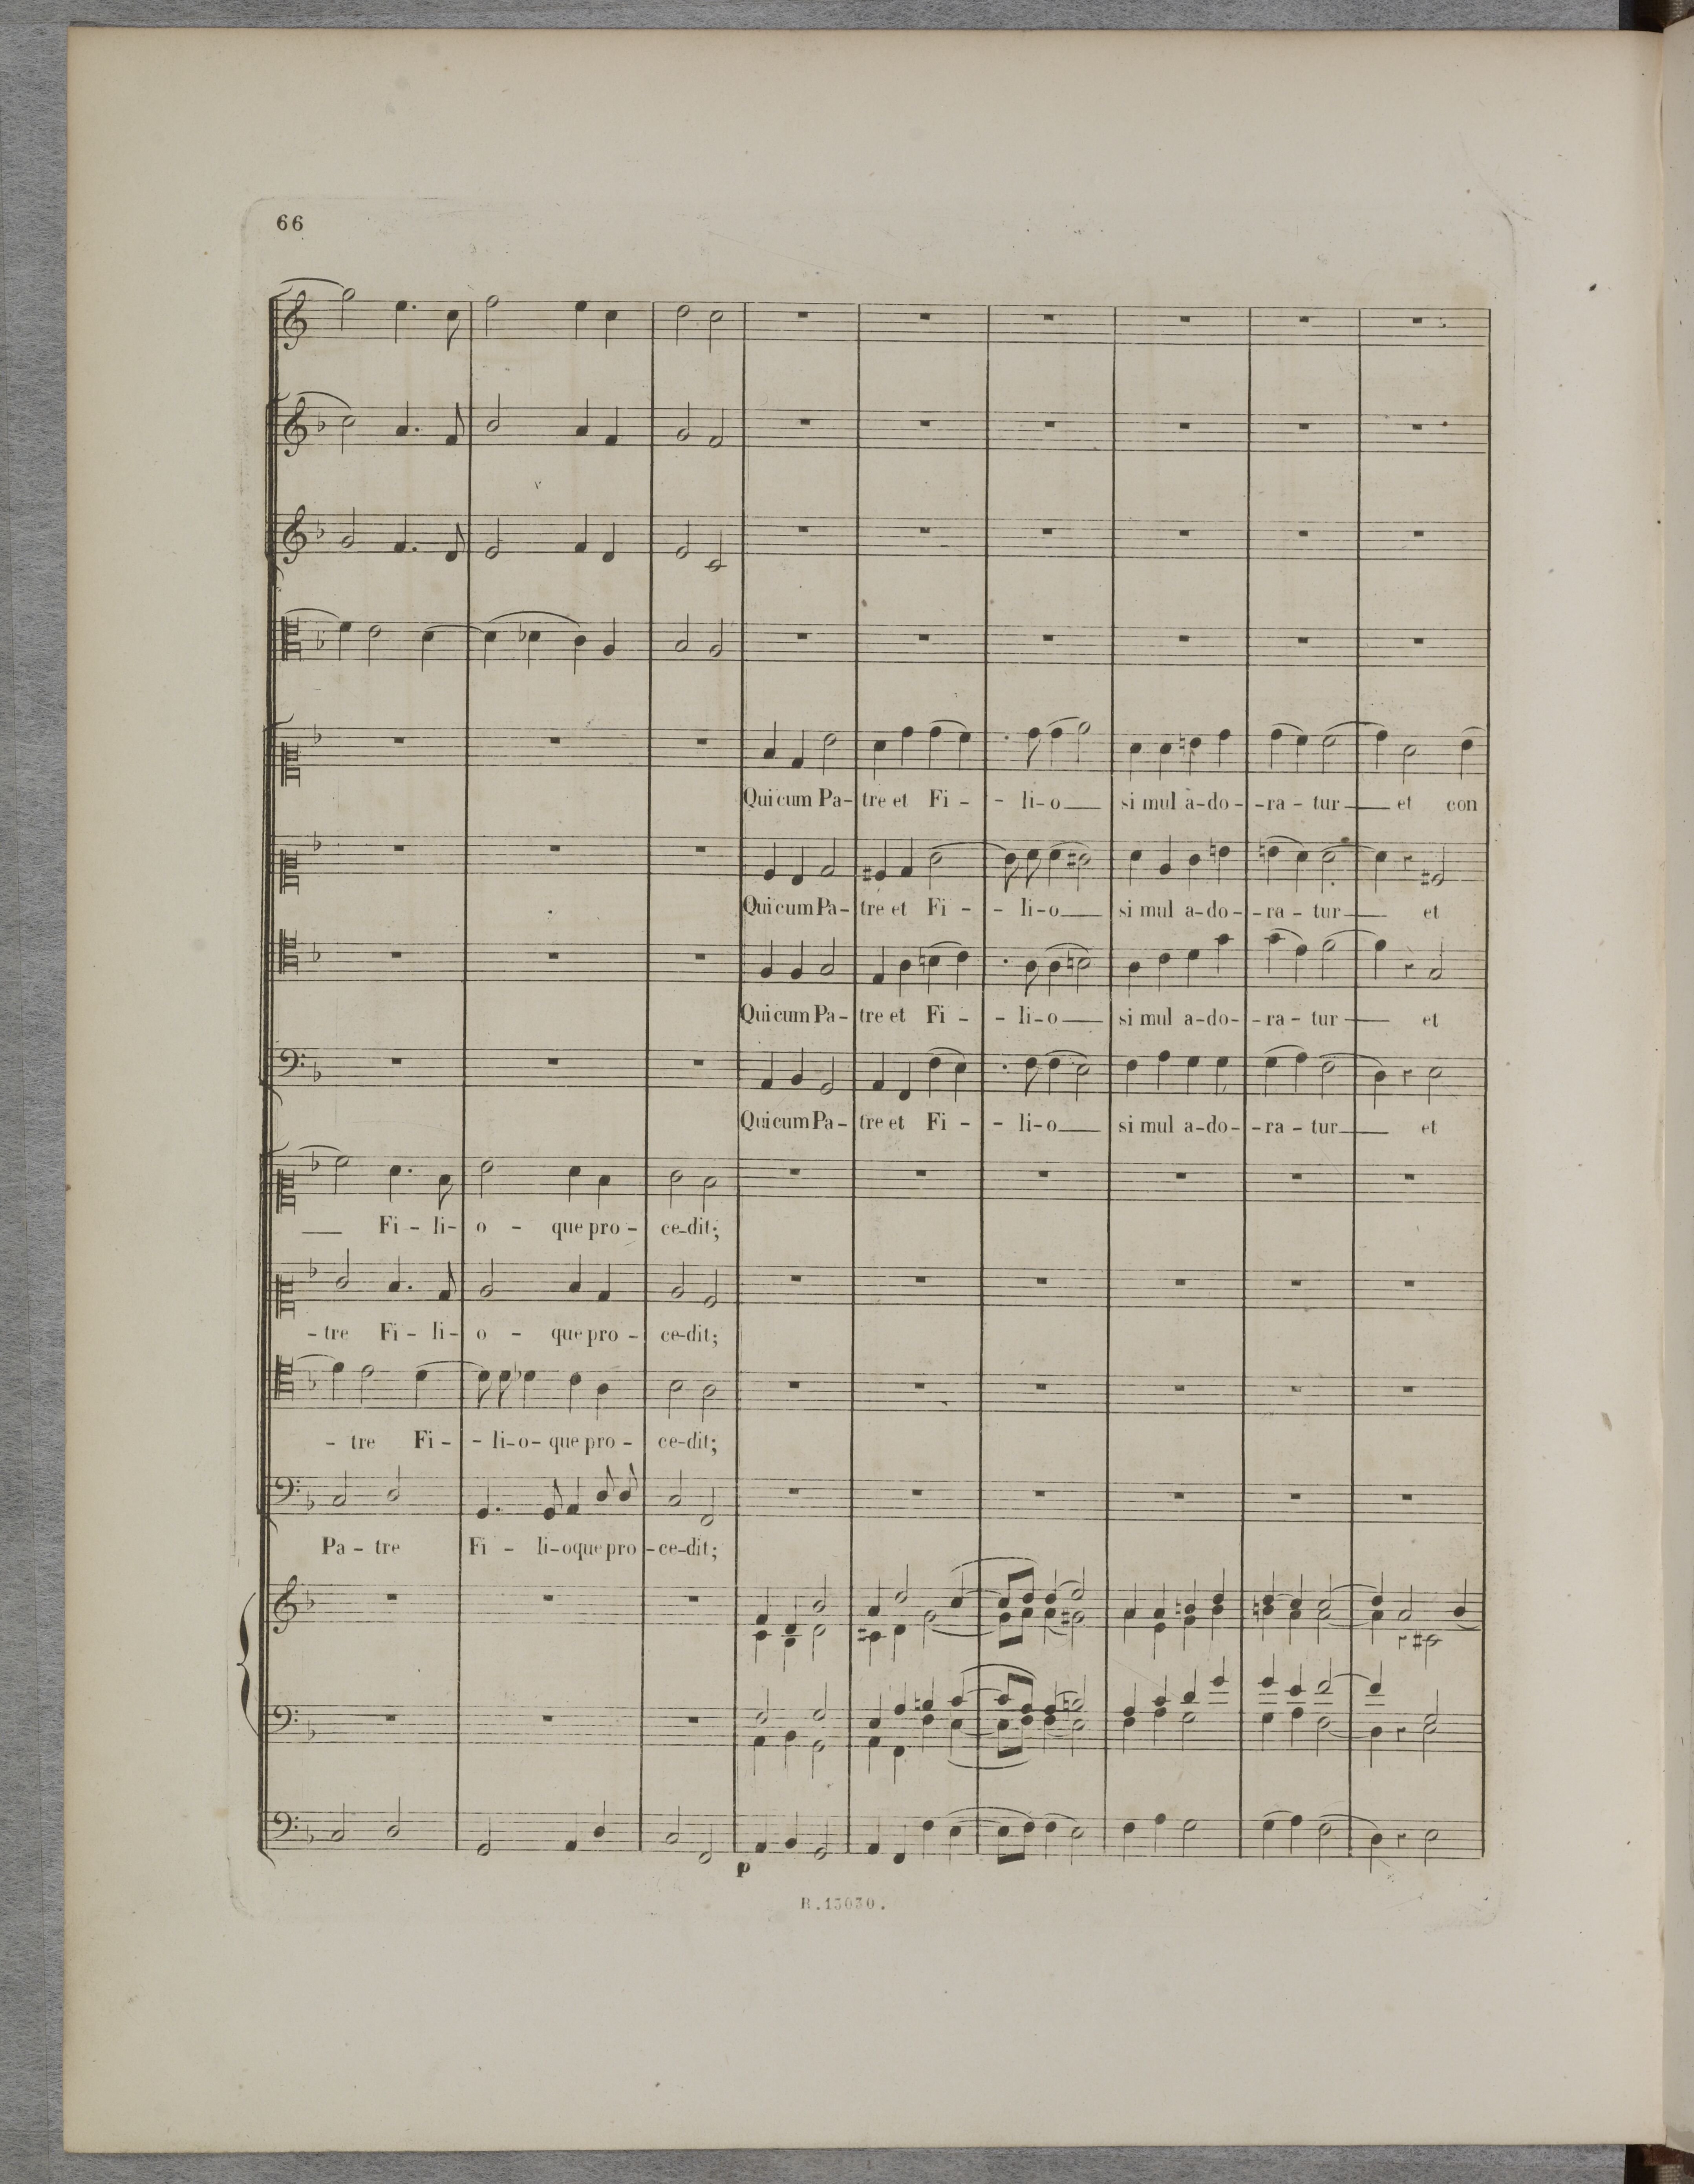 66
Qui cum Pa- tre et Fi - - li-o si mul a-do- -ra - tur et con
Qui cum Pa- tre et Fi - - li-o si mul a-do- -ra - tur et
Qui cum Pa- tre et Fi - - li-o si mul a-do- -ra - tur et
Qui cum Pa- tre et Fi - - li-o si mul a-do- -ra - tur et
Fi - li- o - que pro - ce-dit;
- tre Fi - li- o - que pro - ce-dit;
- tre Fi - - li-o- que pro - ce-dit;
Pa - tre Fi - li-o que pro -ce-dit;
p
R.13030.